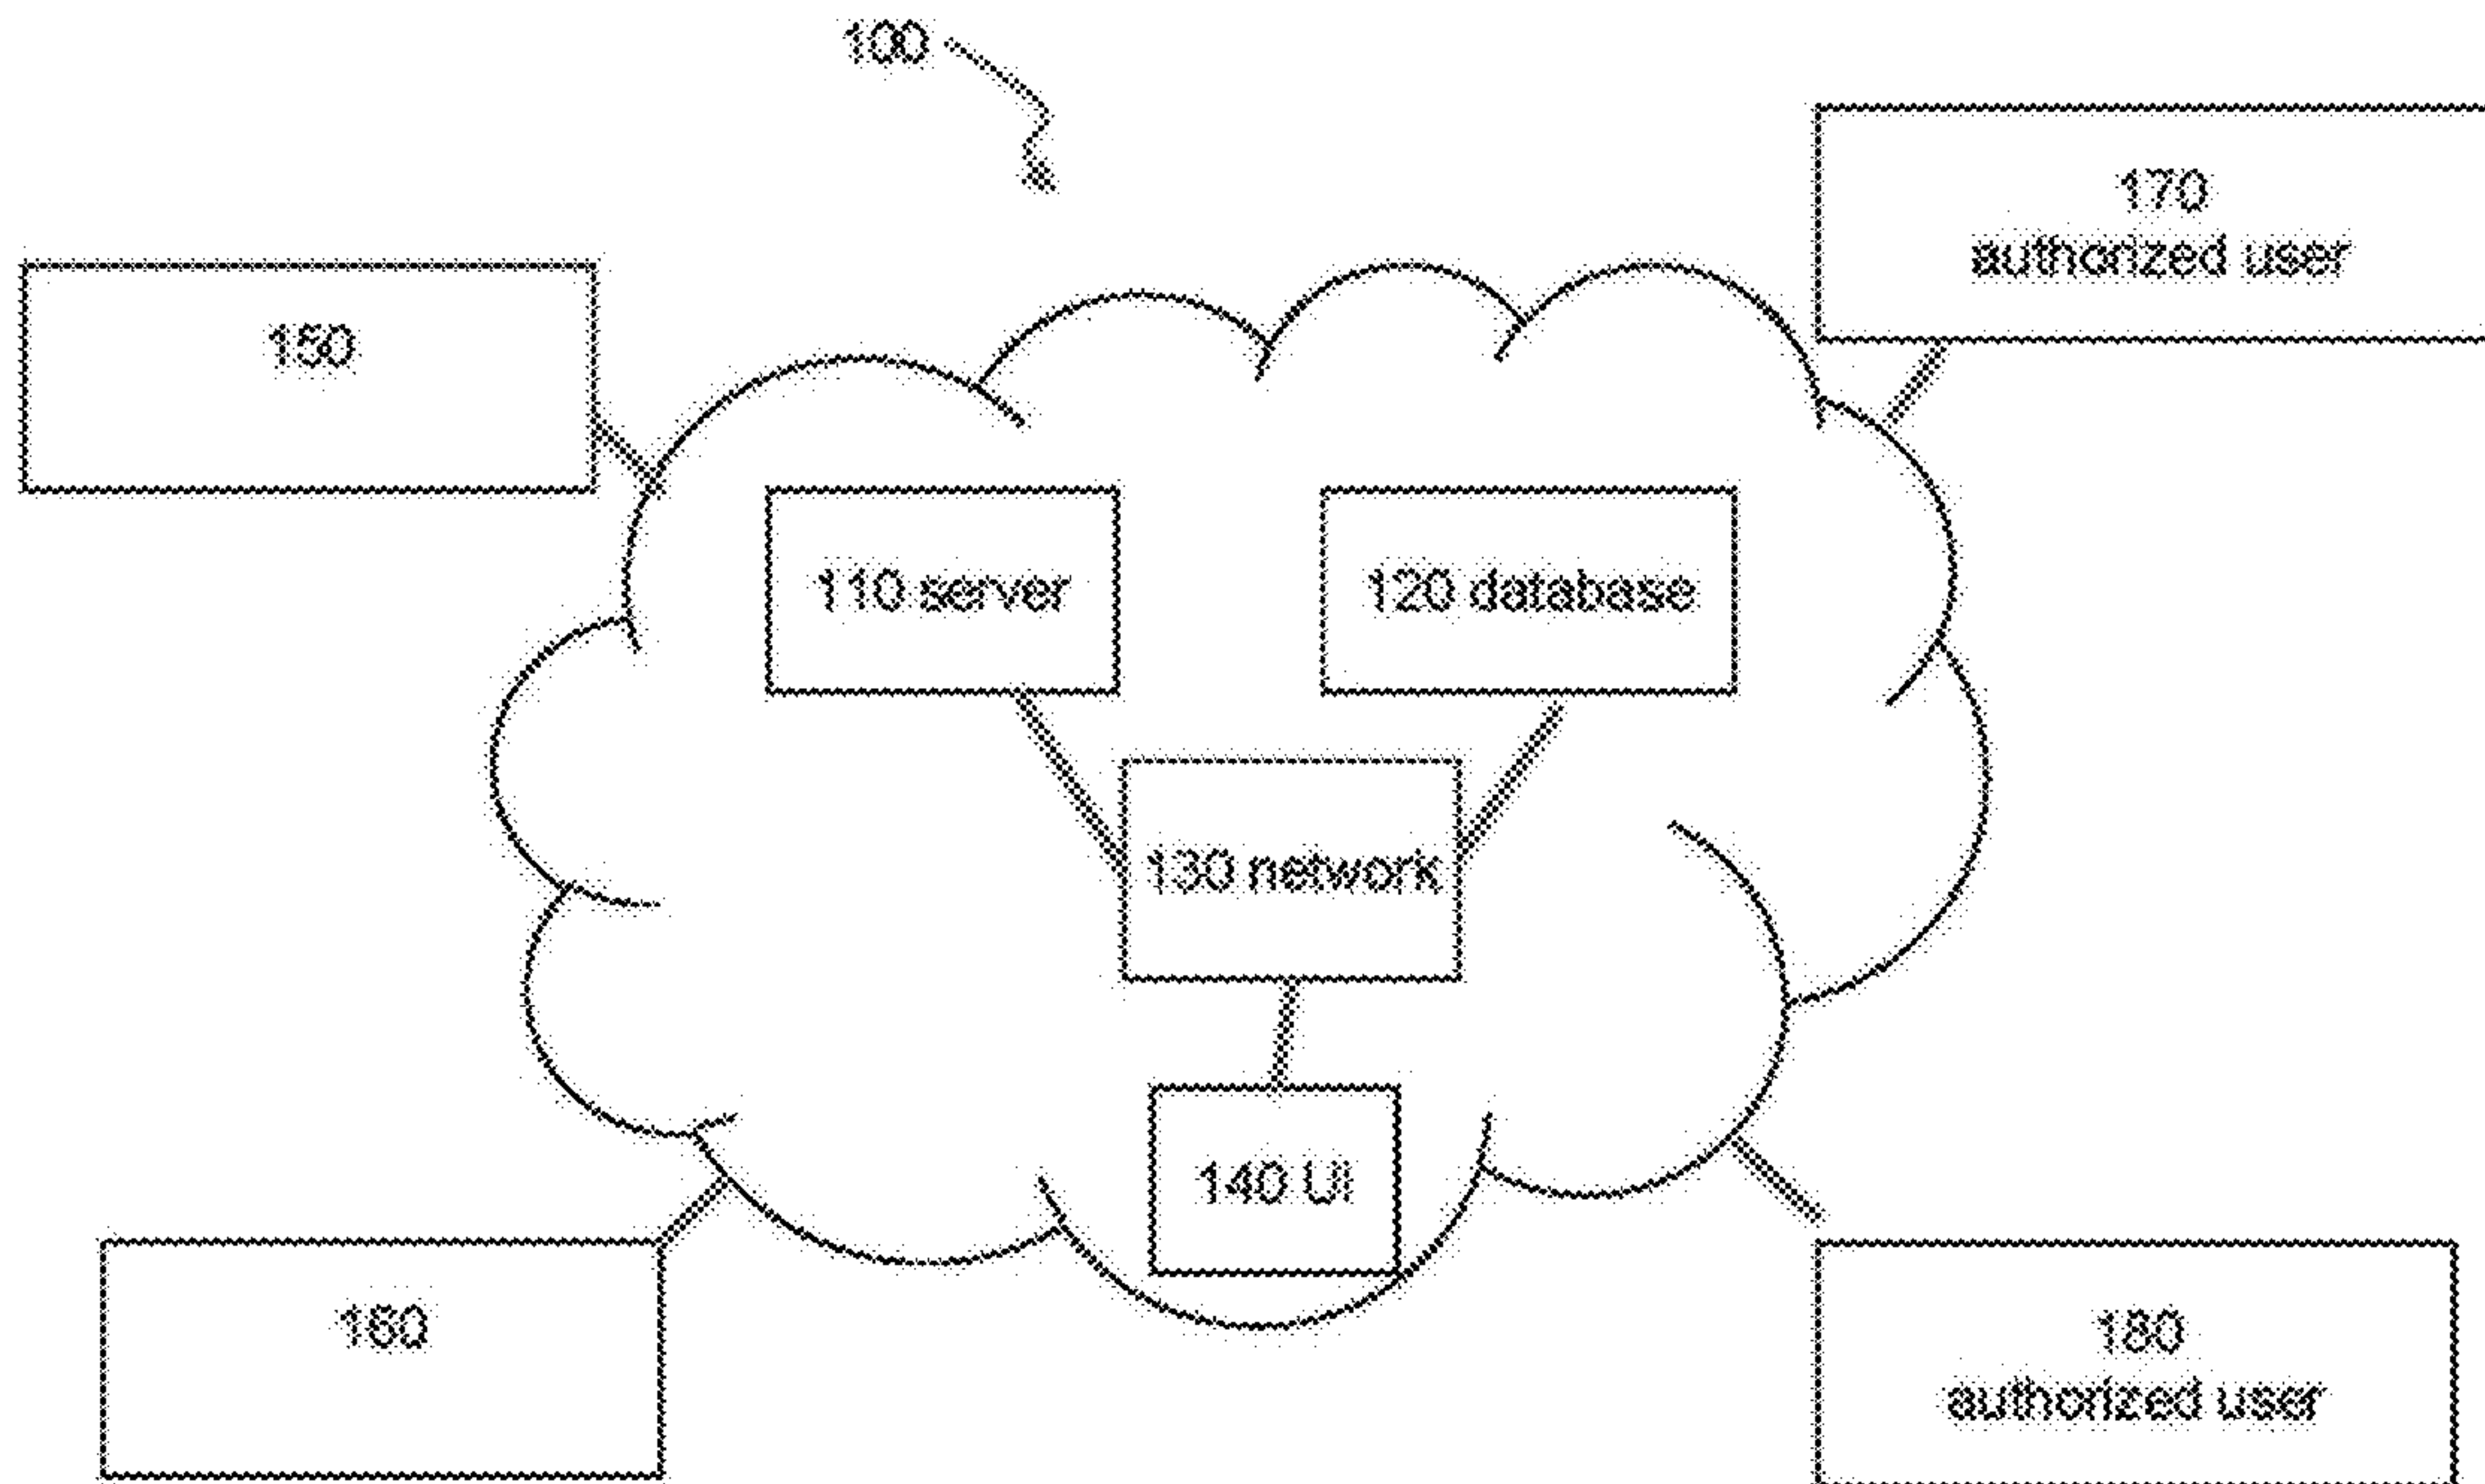 100
170
authorized user
150
110 server
120 database
130 network
140 UI
160
180
authorized user